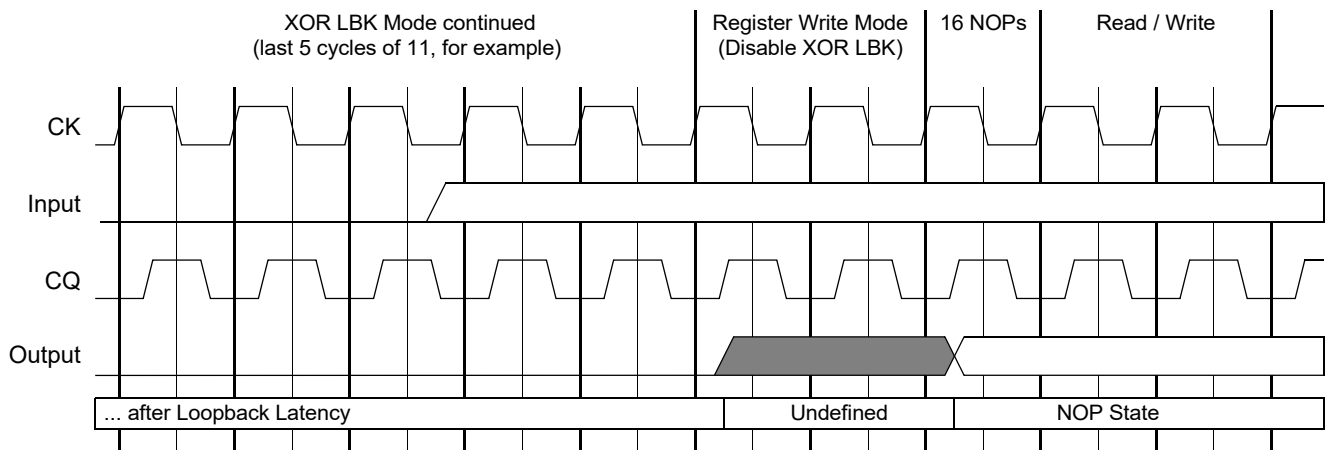 XOR LBK Mode continued
(last 5 cycles of 11, for example)
Register Write Mode
(Disable XOR LBK)
16 NOPs
Read / Write
CK
Input
CQ
Output
... after Loopback Latency
Undefined
NOP State